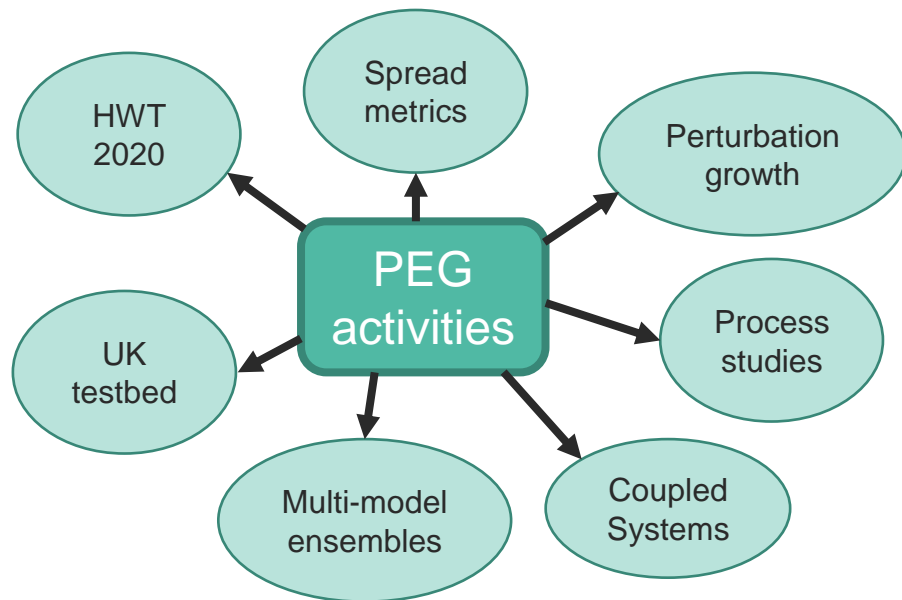 Spread
metrics
HWT
2020
Perturbation
growth
PEG
activities
Process
studies
UK
testbed
Multi-model
ensembles
Coupled
Systems